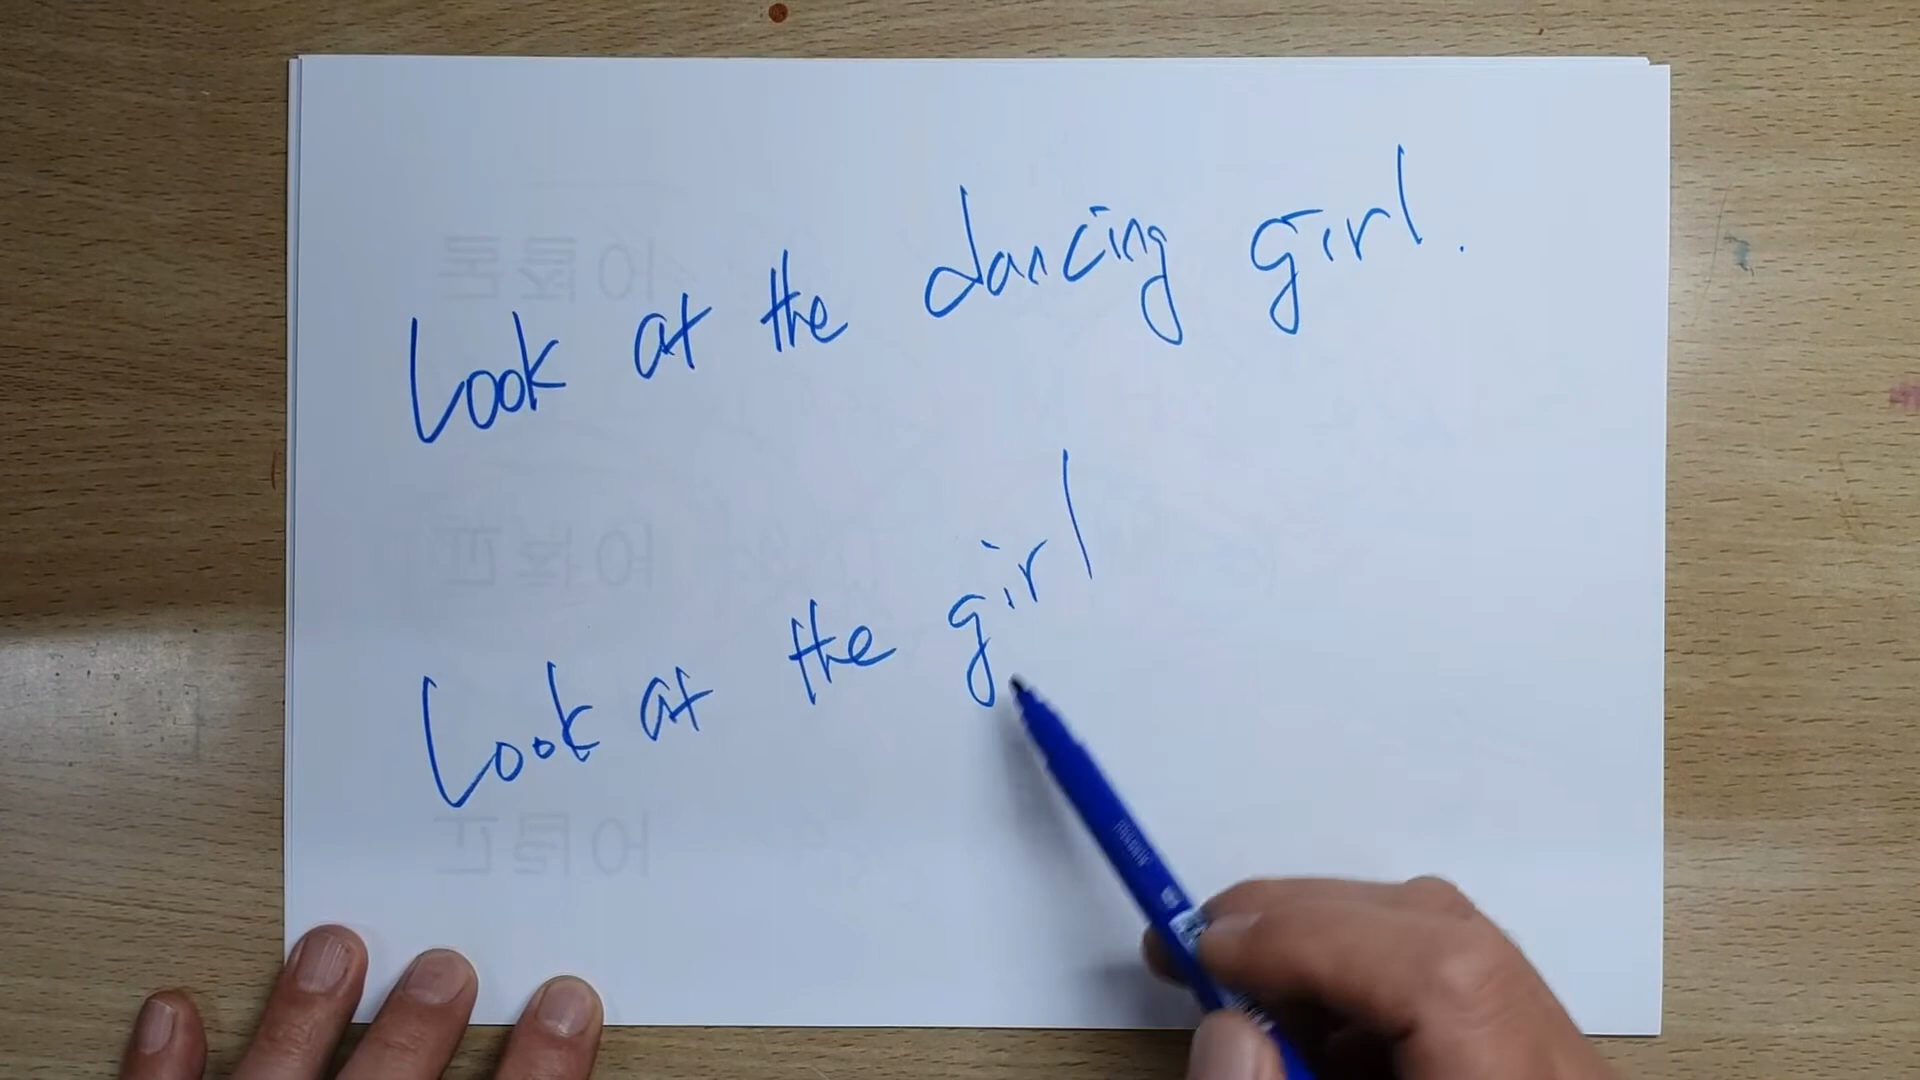 Look at the dancing girl.
Look at the girl